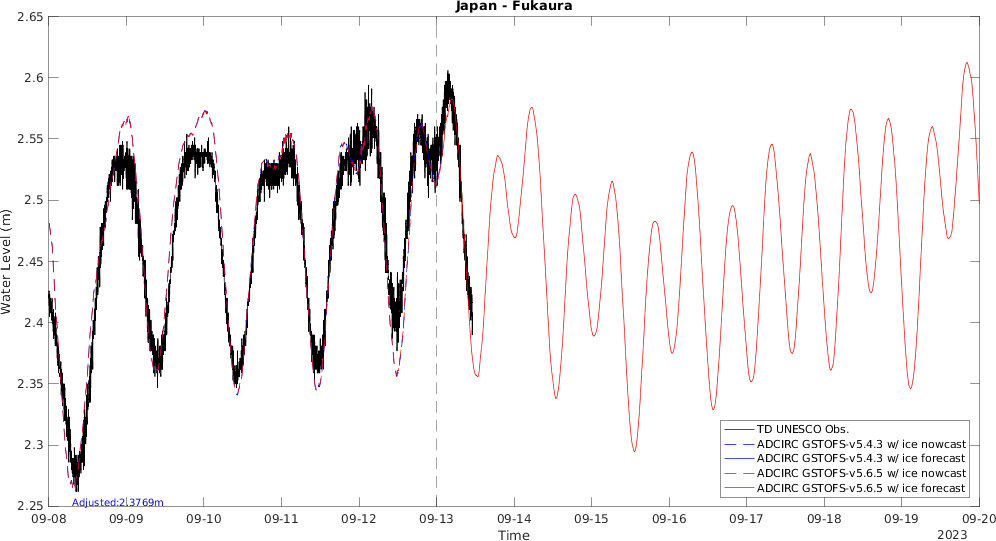 Japan - Fukaura
2.65
2.6
2.55
2.5
2.45
2.4
2.35
2.3
2.25
Water Level (m)
Adjusted:2.3769m
TD UNESCO Obs.
ADCIRC GSTOFS-v5.4.3 w/ ice nowcast
ADCIRC GSTOFS-v5.4.3 w/ ice forecast
ADCIRC GSTOFS-v5.6.5 w/ ice nowcast
ADCIRC GSTOFS-v5.6.5 w/ ice forecast
09-08 09-09 09-10 09-11 09-12 09-13 09-14 09-15 09-16 09-17 09-18 09-19 09-20
Time
2023